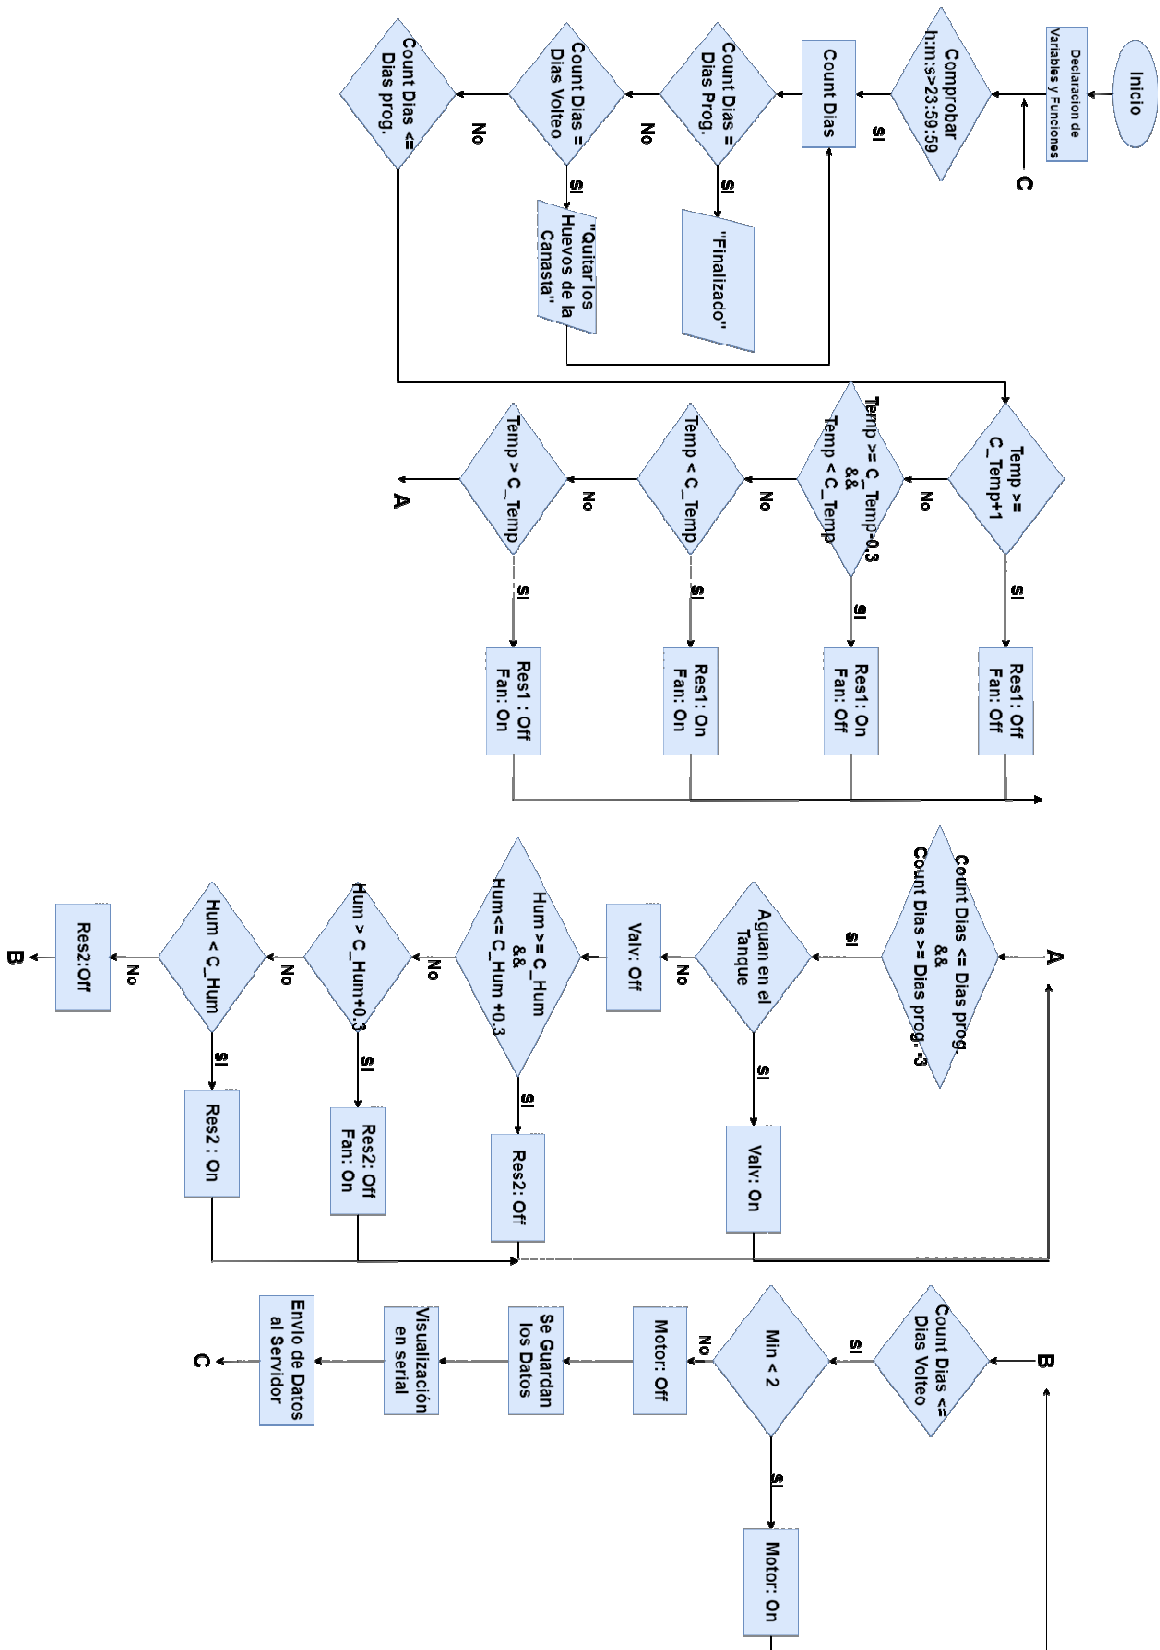 Inicio
Declaracion de
Variables y Funciones
C
Comprobar
h:m:s>23:59:59
SI
Count Dias
Count Dias =
Dias Prog.
SI
"Finalizado"
No
Count Dias =
Dias Volteo
SI
"Quitar los
Huevos de la
Canasta"
No
Count Dias <=
Dias prog.
Temp >=
C_Temp+1
SI
Res1: Off
Fan: Off
No
Temp >= C_Temp-0.3
&&
Temp < C_Temp
SI
Res1: On
Fan: Off
No
Temp < C_Temp
SI
Res1: On
Fan: On
No
Temp > C_Temp
SI
Res1 : Off
Fan: On
A
A
Count Dias <= Dias prog.
&&
Count Dias >= Dias prog. -3
SI
Aguan en el
Tanque
SI
Valv: On
No
Valv: Off
Hum >= C_Hum
&&
Hum<= C_Hum +0.3
SI
Res2: Off
No
Hum > C_Hum+0.3
SI
Res2: Off
Fan: On
No
Hum < C_Hum
SI
Res2 : On
No
Res2:Off
B
B
Count Dias <=
Dias Volteo
SI
Min < 2
SI
Motor: On
No
Motor: Off
Se Guardan
los Datos
Visualización
en serial
Envío de Datos
al Servidor
C